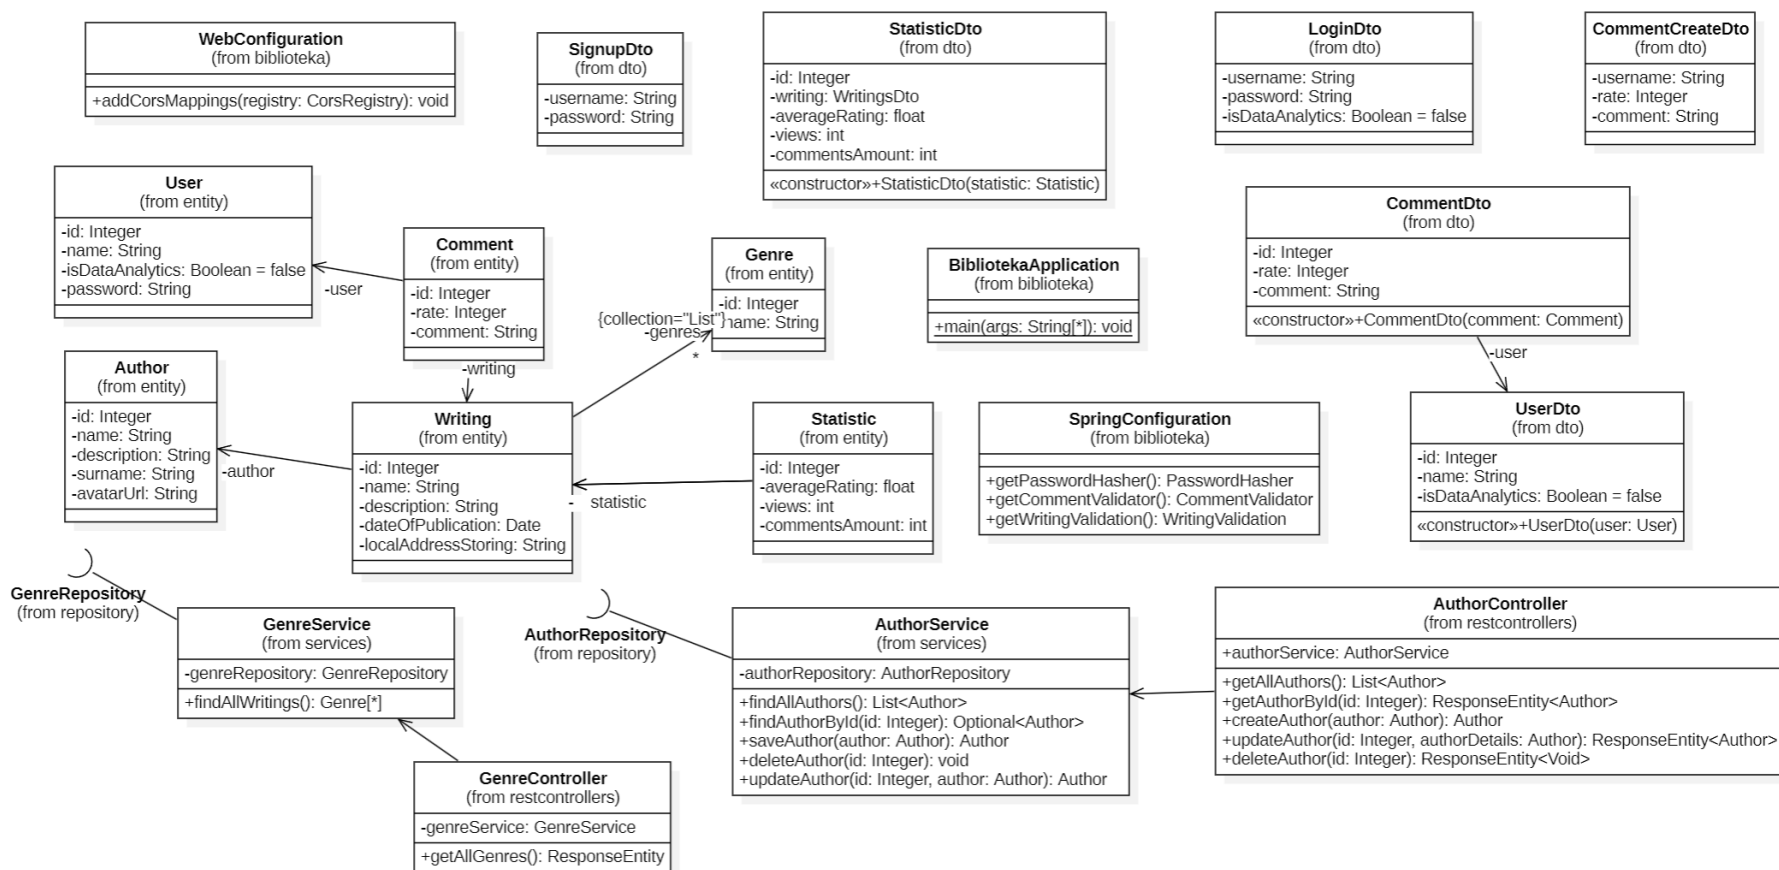 WebConfiguration
(from biblioteka)
+addCorsMappings(registry: CorsRegistry): void
SignupDto
(from dto)
-username: String
-password: String
StatisticDto
(from dto)
-id: Integer
-writing: WritingsDto
-averageRating: float
-views: int
-commentsAmount: int
«constructor»+StatisticDto(statistic: Statistic)
LoginDto
(from dto)
-username: String
-password: String
-isDataAnalytics: Boolean = false
CommentCreateDto
(from dto)
-username: String
-rate: Integer
-comment: String
User
(from entity)
-id: Integer
-name: String
-isDataAnalytics: Boolean = false
-password: String
-user
Comment
(from entity)
-id: Integer
-rate: Integer
-comment: String
-writing
Genre
(from entity)
-id: Integer
name: String
{collection="List"}
-genres
*
BibliotekaApplication
(from biblioteka)
+main(args: String[*]): void
CommentDto
(from dto)
-id: Integer
-rate: Integer
-comment: String
«constructor»+CommentDto(comment: Comment)
-user
Author
(from entity)
-id: Integer
-name: String
-description: String
-surname: String
-avatarUrl: String
-author
Writing
(from entity)
-id: Integer
-name: String
-description: String
-dateOfPublication: Date
-localAddressStoring: String
- statistic
Statistic
(from entity)
-id: Integer
-averageRating: float
-views: int
-commentsAmount: int
SpringConfiguration
(from biblioteka)
+getPasswordHasher(): PasswordHasher
+getCommentValidator(): CommentValidator
+getWritingValidation(): WritingValidation
UserDto
(from dto)
-id: Integer
-name: String
-isDataAnalytics: Boolean = false
«constructor»+UserDto(user: User)
GenreRepository
(from repository)
GenreService
(from services)
-genreRepository: GenreRepository
+findAllWritings(): Genre[*]
AuthorRepository
(from repository)
AuthorService
(from services)
-authorRepository: AuthorRepository
+findAllAuthors(): List<Author>
+findAuthorById(id: Integer): Optional<Author>
+saveAuthor(author: Author): Author
+deleteAuthor(id: Integer): void
+updateAuthor(id: Integer, author: Author): Author
AuthorController
(from restcontrollers)
+authorService: AuthorService
+getAllAuthors(): List<Author>
+getAuthorById(id: Integer): ResponseEntity<Author>
+createAuthor(author: Author): Author
+updateAuthor(id: Integer, authorDetails: Author): ResponseEntity<Author>
+deleteAuthor(id: Integer): ResponseEntity<Void>
GenreController
(from restcontrollers)
-genreService: GenreService
+getAllGenres(): ResponseEntity